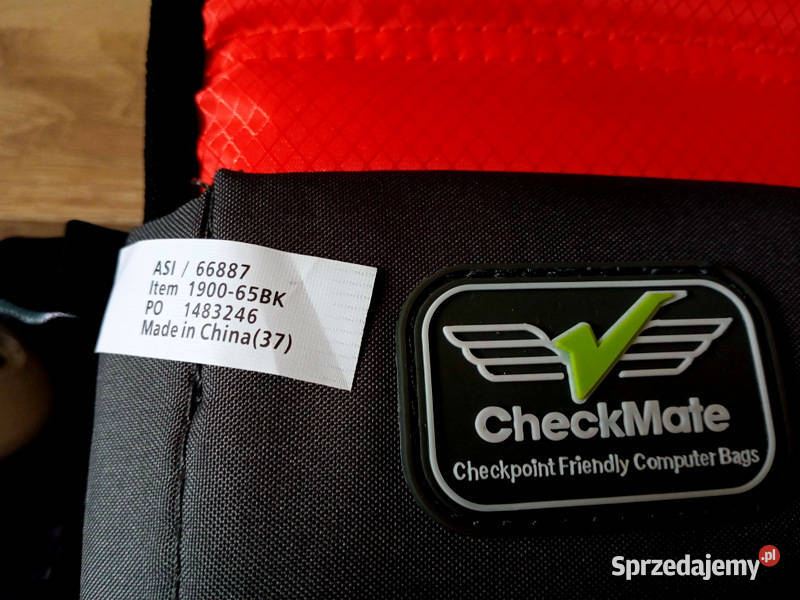 ASI / 66887
Item 1900-65BK
PO 1483246
Made in China(37)
CheckMate
Checkpoint Friendly Computer Bags
Sprzedajemy.pl